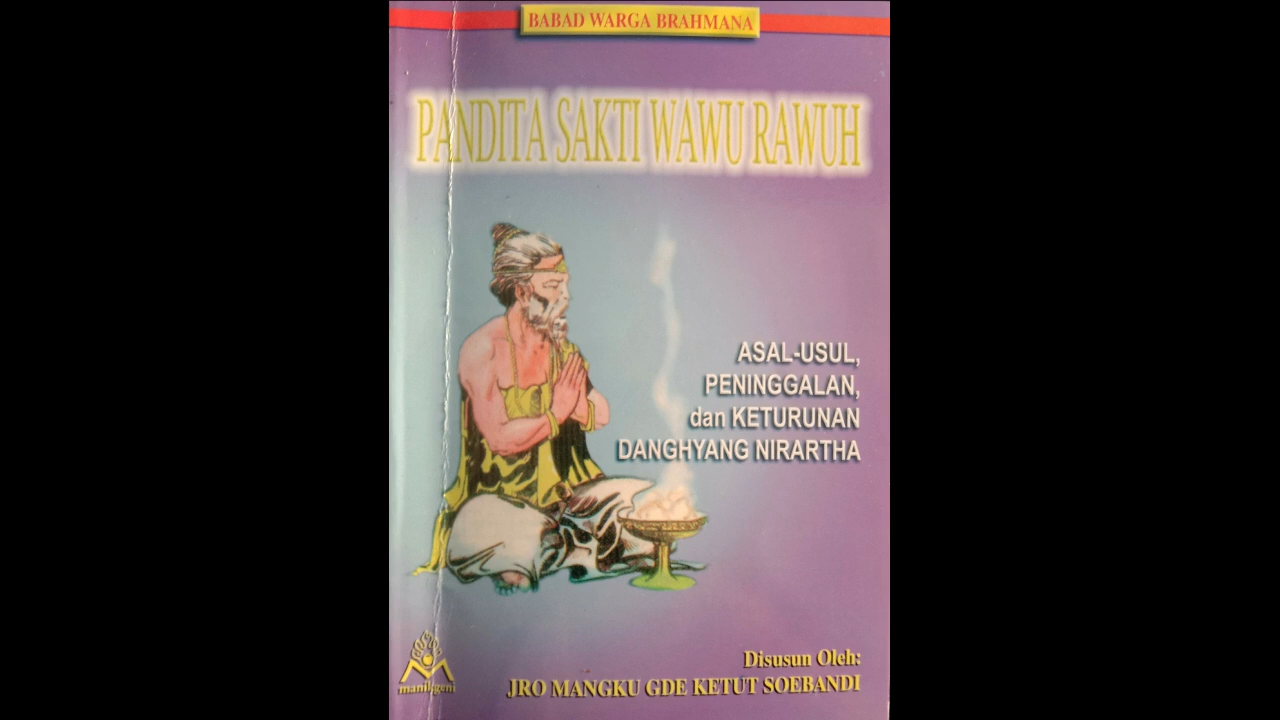 BABAD WARGA BRAHMANA
PANDITA SAKTI WAWU RAWUH
ASAL-USUL,
PENINGGALAN,
dan KETURUNAN
DANGHYANG NIRARTHA
manikgeni
Disusun Oleh:
JRO MANGKU GDE KETUT SOEBANDI